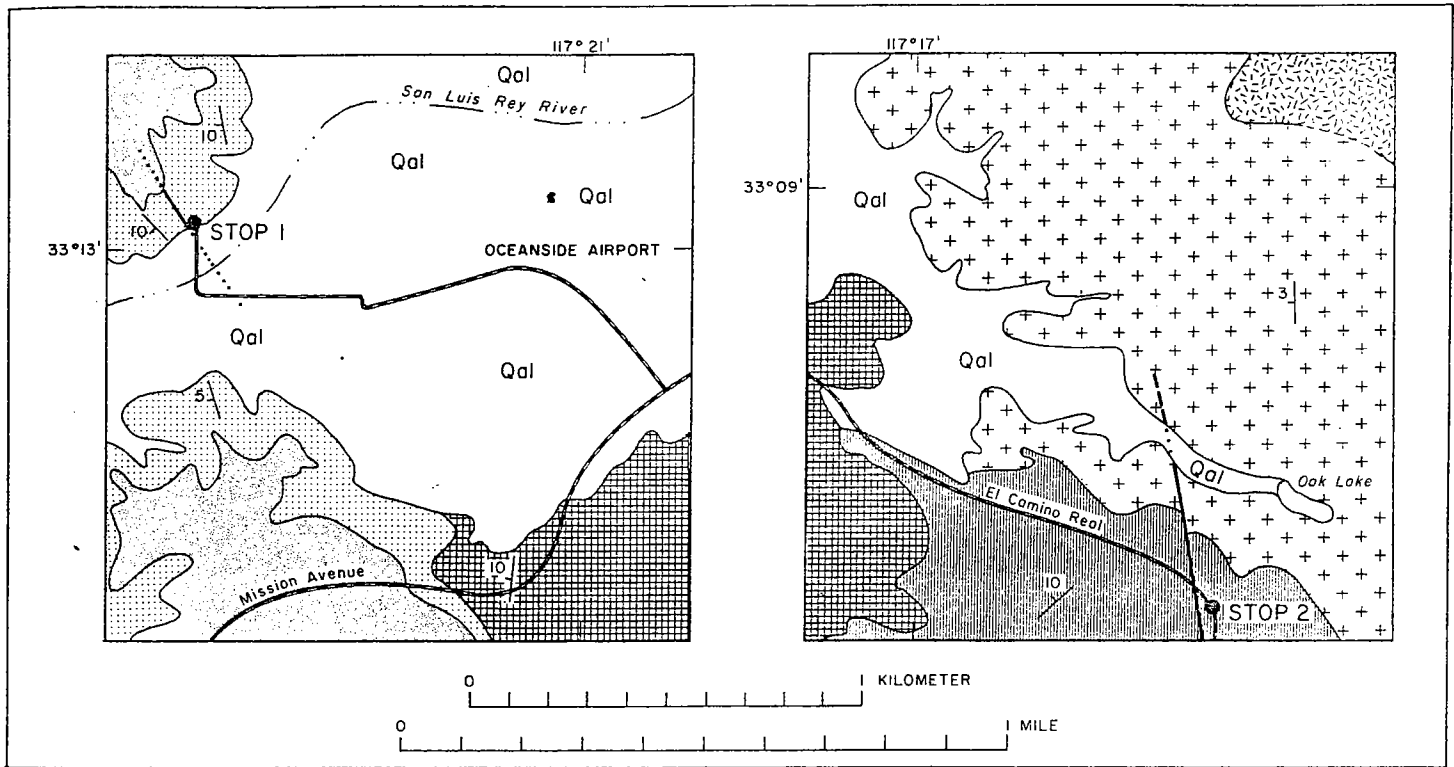 117° 21'
Qal
San Luis Rey River
10
Qal
Qal
10
STOP 1
33°13'
OCEANSIDE AIRPORT
Qal
Qal
5
10
Mission Avenue
117° 17'
33°09'
Qal
3
Qal
Qal
Oak Lake
El Camino Real
10
STOP 2
0 1 KILOMETER
0 1 MILE